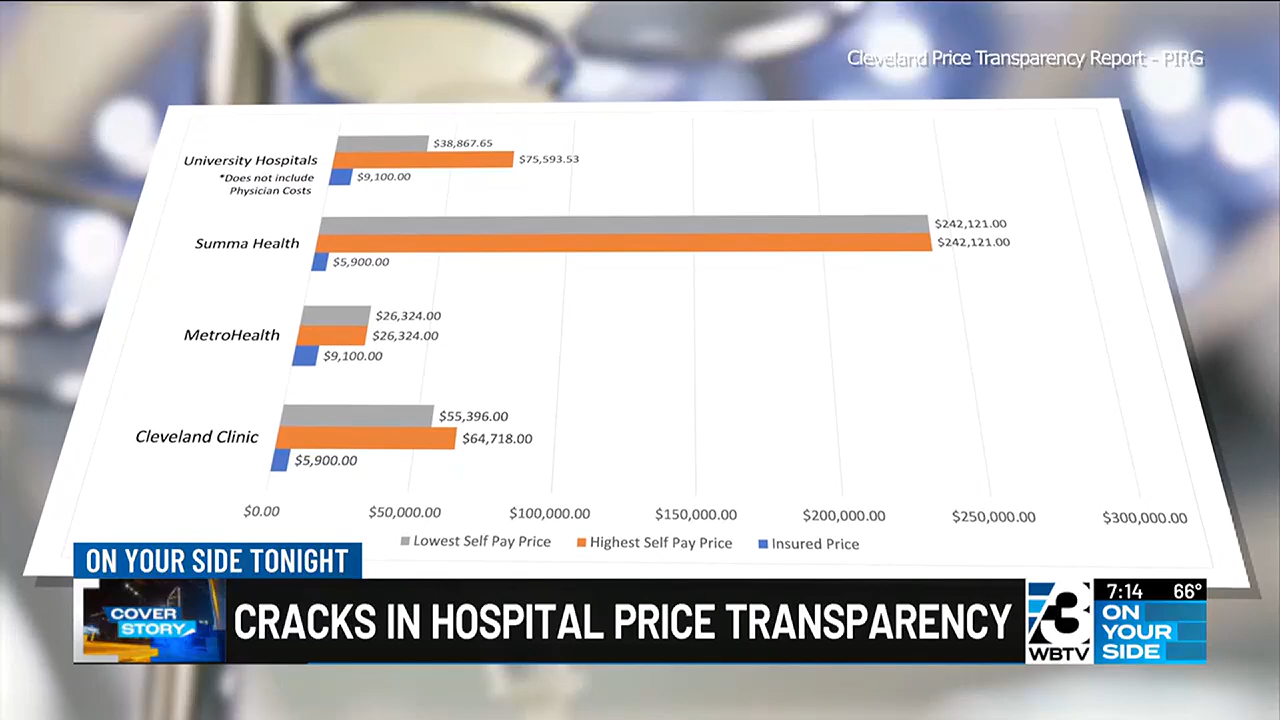 Cleveland Price Transparency Report - PIRG
University Hospitals
*Does not include
Physician Costs
$38,867.65
$75,593.53
$9,100.00
Summa Health
$242,121.00
$242,121.00
$5,900.00
MetroHealth
$26,324.00
$26,324.00
$9,100.00
Cleveland Clinic
$55,396.00
$64,718.00
$5,900.00
$0.00 $50,000.00 $100,000.00 $150,000.00 $200,000.00 $250,000.00 $300,000.00
Lowest Self Pay Price Highest Self Pay Price Insured Price
ON YOUR SIDE TONIGHT
COVER
STORY
CRACKS IN HOSPITAL PRICE TRANSPARENCY
3
WBTV
7:14 66°
ON
YOUR
SIDE